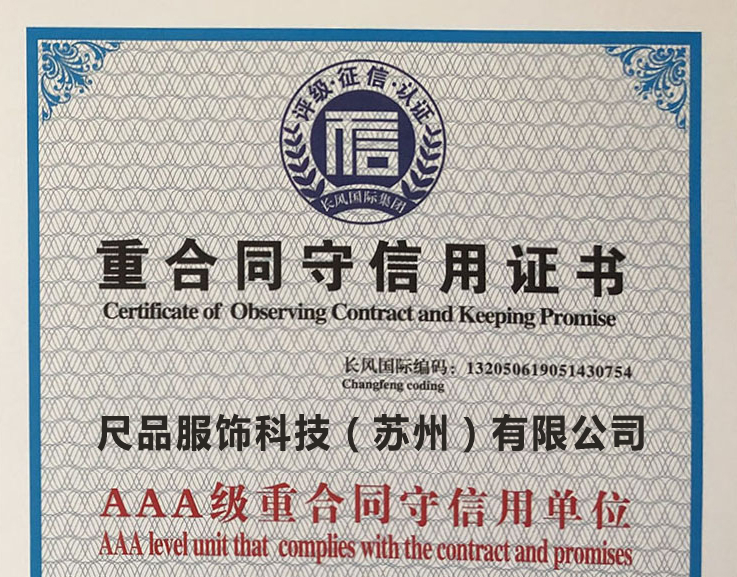 评级·征信·认证
信
长风国际集团
重合同守信用证书
Certificate of Observing Contract and Keeping Promise
长风国际编码：132050619051430754
Changfeng coding
尺品服饰科技（苏州）有限公司
AAA级重合同守信用单位
AAA level unit that complies with the contract and promises